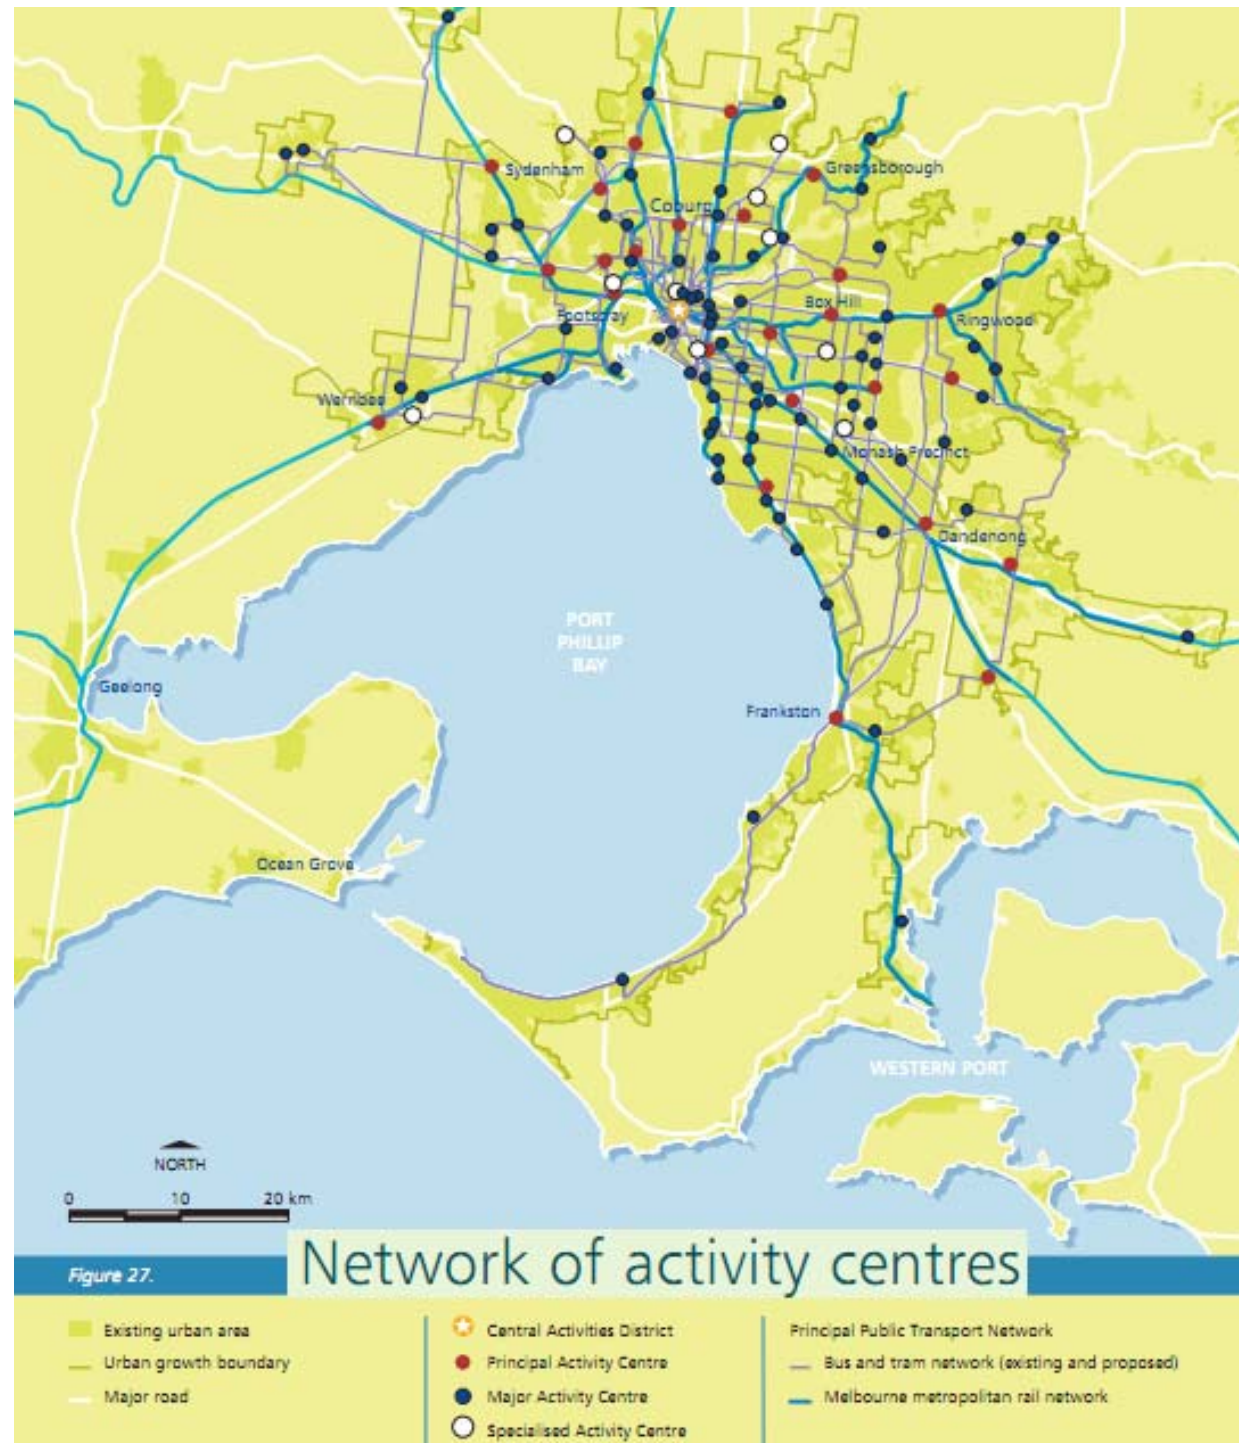 Sydenham
Greensborough
Coburg
Box Hill
Footscray
Ringwood
Werribee
Monash Precinct
Dandenong
PORT
PHILLIP
BAY
Geelong
Frankston
Ocean Grove
WESTERN PORT
NORTH
0 10 20 km
Network of activity centres
Figure 27.
Existing urban area
Urban growth boundary
Major road
Central Activities District
Principal Activity Centre
Major Activity Centre
Specialised Activity Centre
Principal Public Transport Network
Bus and tram network (existing and proposed)
Melbourne metropolitan rail network